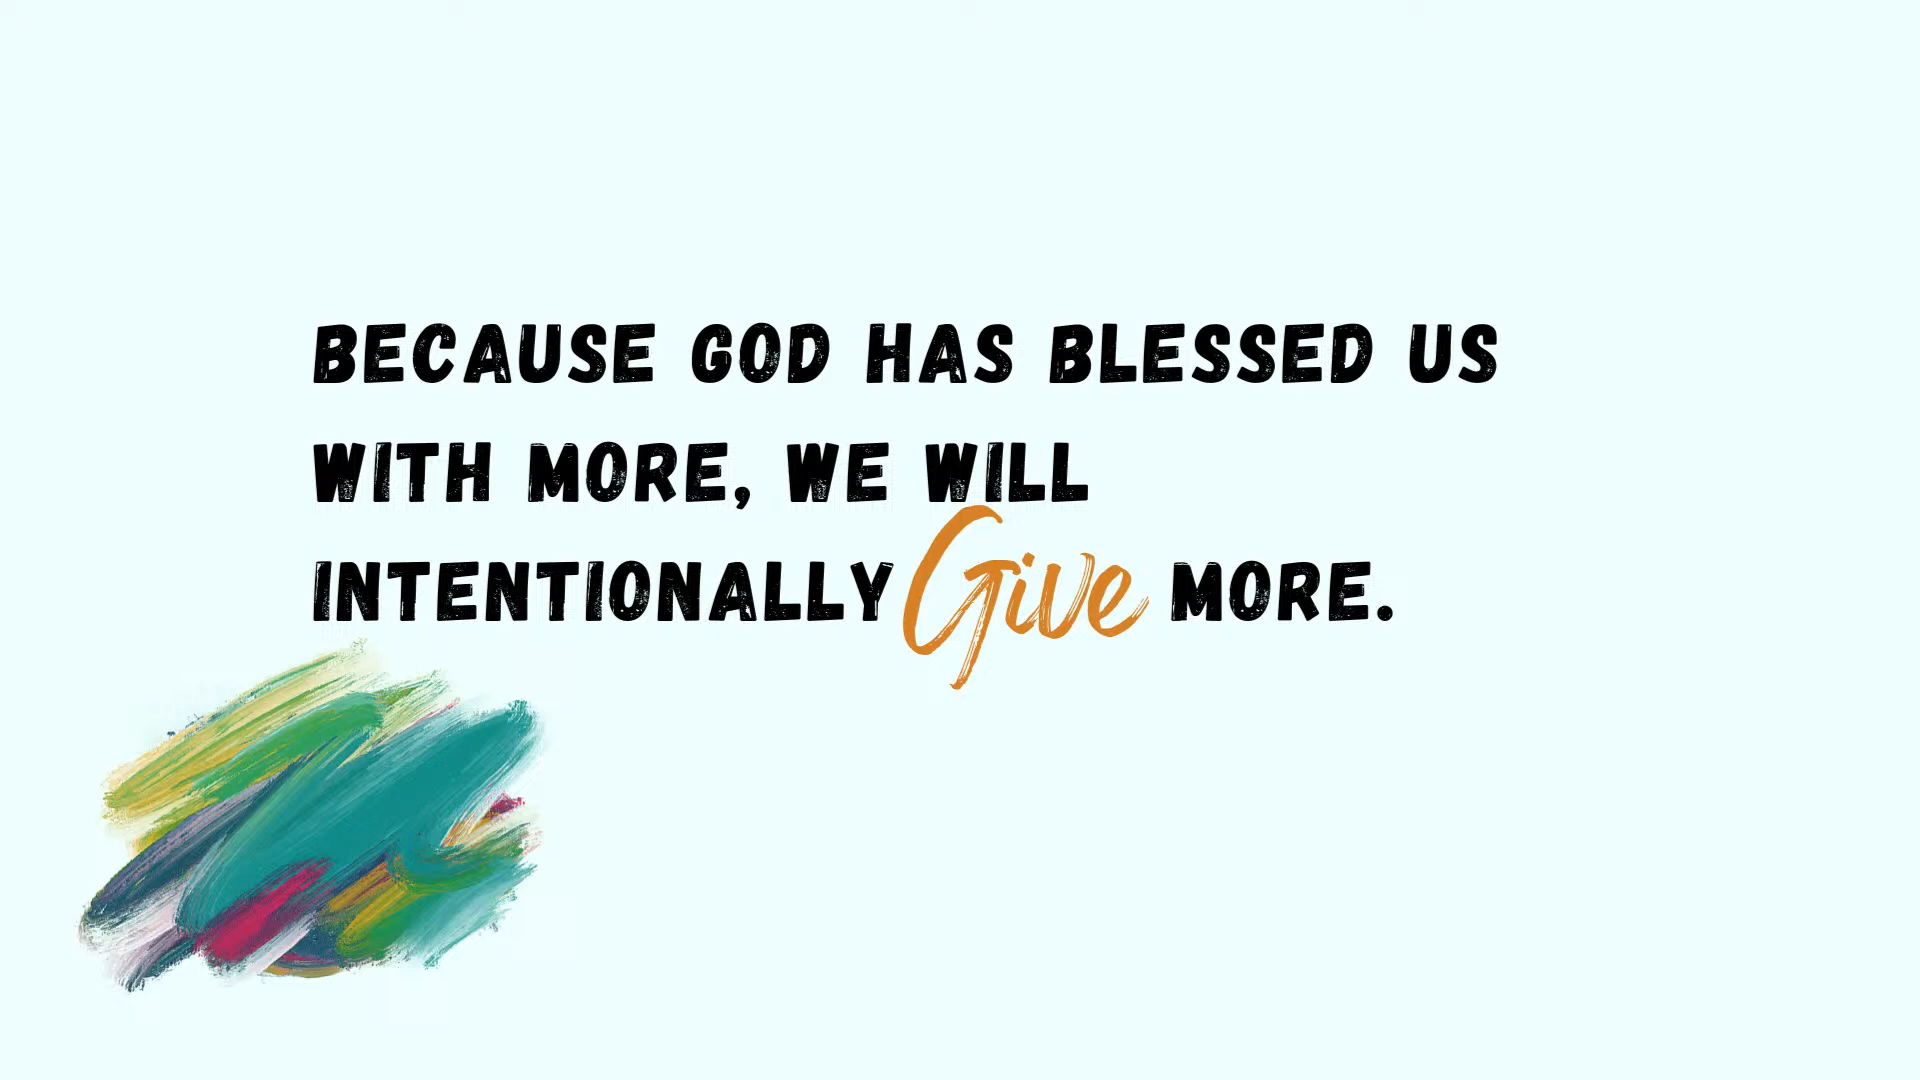 BECAUSE GOD HAS BLESSED US
WITH MORE, WE WILL
INTENTIONALLY Give MORE.